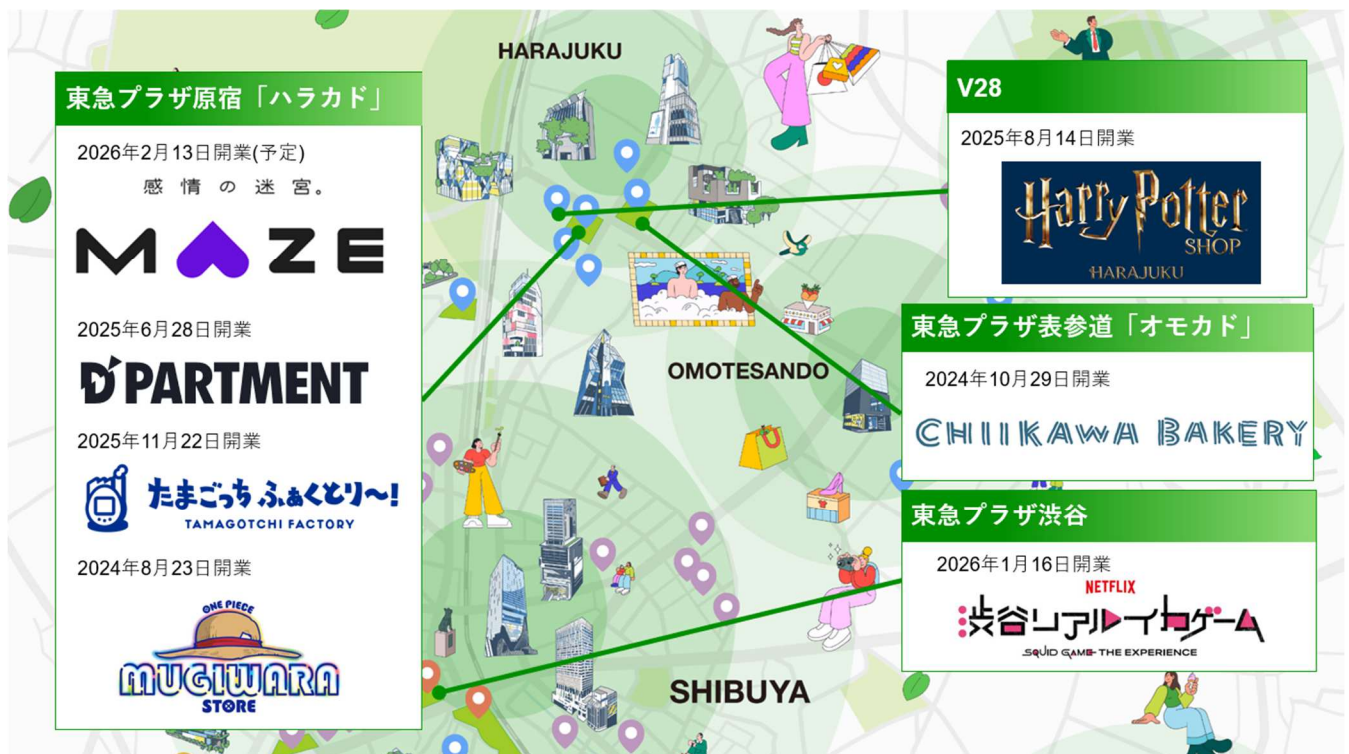 HARAJUKU
東急プラザ原宿「ハラカド」
2026年2月13日開業(予定)
感情の迷宮。
MAZE
2025年6月28日開業
D'PARTMENT
2025年11月22日開業
たまごっち ふぁくとり〜!
TAMAGOTCHI FACTORY
2024年8月23日開業
ONE PIECE
MUGIWARA
STORE
OMOTESANDO
SHIBUYA
V28
2025年8月14日開業
Harry Potter
SHOP
HARAJUKU
東急プラザ表参道「オモカド」
2024年10月29日開業
CHIIKAWA BAKERY
東急プラザ渋谷
2026年1月16日開業
NETFLIX
渋谷リアルイカゲーム
SQUID GAME THE EXPERIENCE